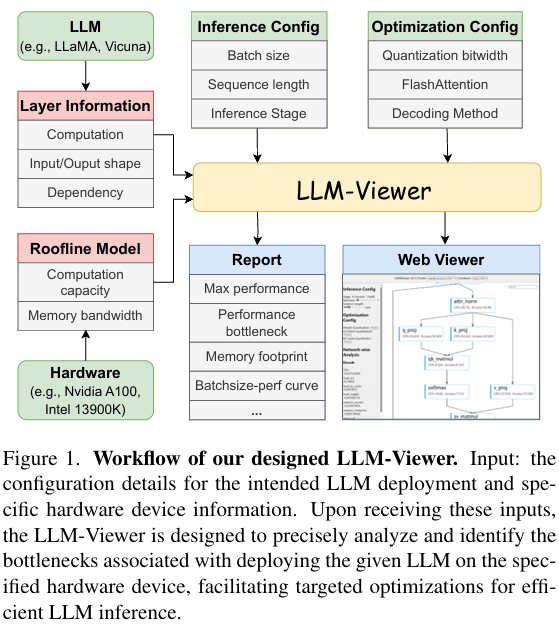 LLM
(e.g., LLaMA, Vicuna)
Layer Information
Computation
Input/Ouput shape
Dependency
Roofline Model
Computation
capacity
Memory bandwidth
Hardware
(e.g., Nvidia A100,
Intel 13900K)
Inference Config
Batch size
Sequence length
Inference Stage
Optimization Config
Quantization bitwidth
FlashAttention
Decoding Method
LLM-Viewer
Report
Max performance
Performance
bottleneck
Memory footprint
Batchsize-perf curve
...
Web Viewer
Inference Config
Optimization
Config
Network-wise
Analysis
attn_norm
q_proj
k_proj
qk_matmul
softmax
v_proj
sv_matmul
Figure 1. Workflow of our designed LLM-Viewer. Input: the
configuration details for the intended LLM deployment and spe-
cific hardware device information. Upon receiving these inputs,
the LLM-Viewer is designed to precisely analyze and identify the
bottlenecks associated with deploying the given LLM on the spec-
ified hardware device, facilitating targeted optimizations for effi-
cient LLM inference.